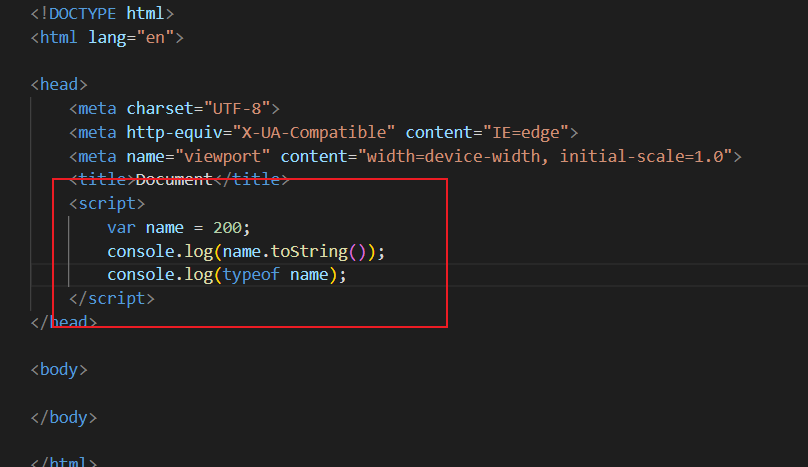 <!DOCTYPE html>
<html lang="en">
<head>
<meta charset="UTF-8">
<meta http-equiv="X-UA-Compatible" content="IE=edge">
<meta name="viewport" content="width=device-width, initial-scale=1.0">
<title>Document</title>
<script>
var name = 200;
console.log(name.toString());
console.log(typeof name);
</script>
</head>
<body>
</body>
</html>